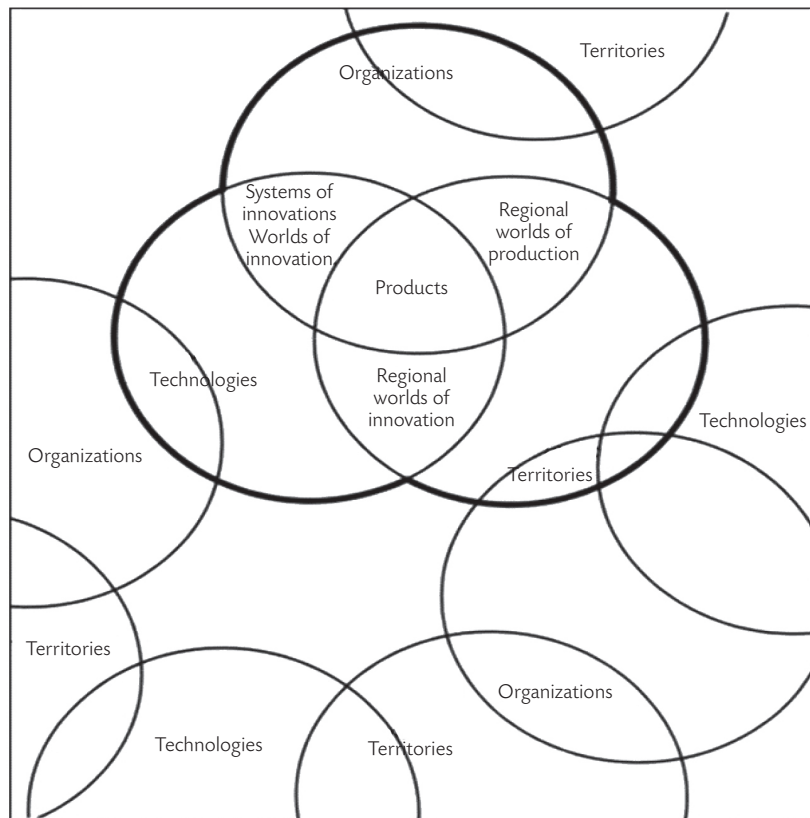 Territories
Organizations
Systems of
innovations
Worlds of
innovation
Regional
worlds of
production
Products
Technologies
Regional
worlds of
innovation
Technologies
Organizations
Territories
Territories
Organizations
Technologies
Territories